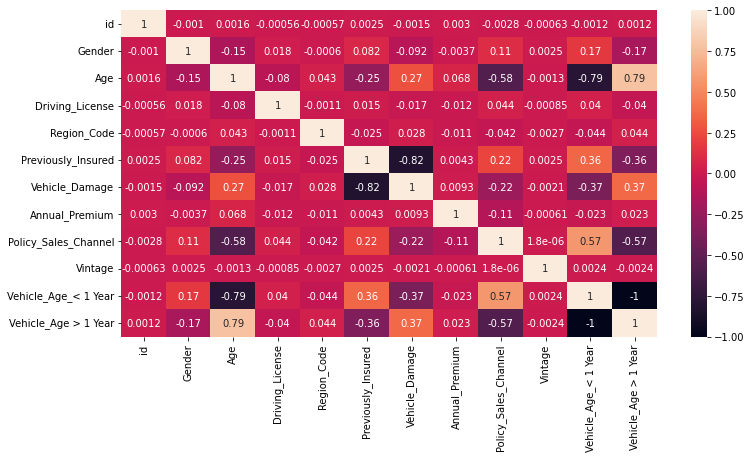 id 1 -0.001 0.0016 -0.00056 -0.00057 0.0025 -0.0015 0.003 -0.0028 -0.00063 -0.0012 0.0012
Gender -0.001 1 -0.15 0.018 -0.0006 0.082 -0.092 -0.0037 0.11 0.0025 0.17 -0.17
Age 0.0016 -0.15 1 -0.08 0.043 -0.25 0.27 0.068 -0.58 -0.0013 -0.79 0.79
Driving_License -0.00056 0.018 -0.08 1 -0.0011 0.015 -0.017 -0.012 0.044 -0.00085 0.04 -0.04
Region_Code -0.00057 -0.0006 0.043 -0.0011 1 -0.025 0.028 -0.011 -0.042 -0.0027 -0.044 0.044
Previously_Insured 0.0025 0.082 -0.25 0.015 -0.025 1 -0.82 0.0043 0.22 0.0025 0.36 -0.36
Vehicle_Damage -0.0015 -0.092 0.27 -0.017 0.028 -0.82 1 0.0093 -0.22 -0.0021 -0.37 0.37
Annual_Premium 0.003 -0.0037 0.068 -0.012 -0.011 0.0043 0.0093 1 -0.11 -0.00061 -0.023 0.023
Policy_Sales_Channel -0.0028 0.11 -0.58 0.044 -0.042 0.22 -0.22 -0.11 1 1.8e-06 0.57 -0.57
Vintage -0.00063 0.0025 -0.0013 -0.00085 -0.0027 0.0025 -0.0021 -0.00061 1.8e-06 1 0.0024 -0.0024
Vehicle_Age_< 1 Year -0.0012 0.17 -0.79 0.04 -0.044 0.36 -0.37 -0.023 0.57 0.0024 1 -1
Vehicle_Age > 1 Year 0.0012 -0.17 0.79 -0.04 0.044 -0.36 0.37 0.023 -0.57 -0.0024 -1 1
id
Gender
Age
Driving_License
Region_Code
Previously_Insured
Vehicle_Damage
Annual_Premium
Policy_Sales_Channel
Vintage
Vehicle_Age_< 1 Year
Vehicle_Age > 1 Year
1.00
0.75
0.50
0.25
0.00
-0.25
-0.50
-0.75
-1.00